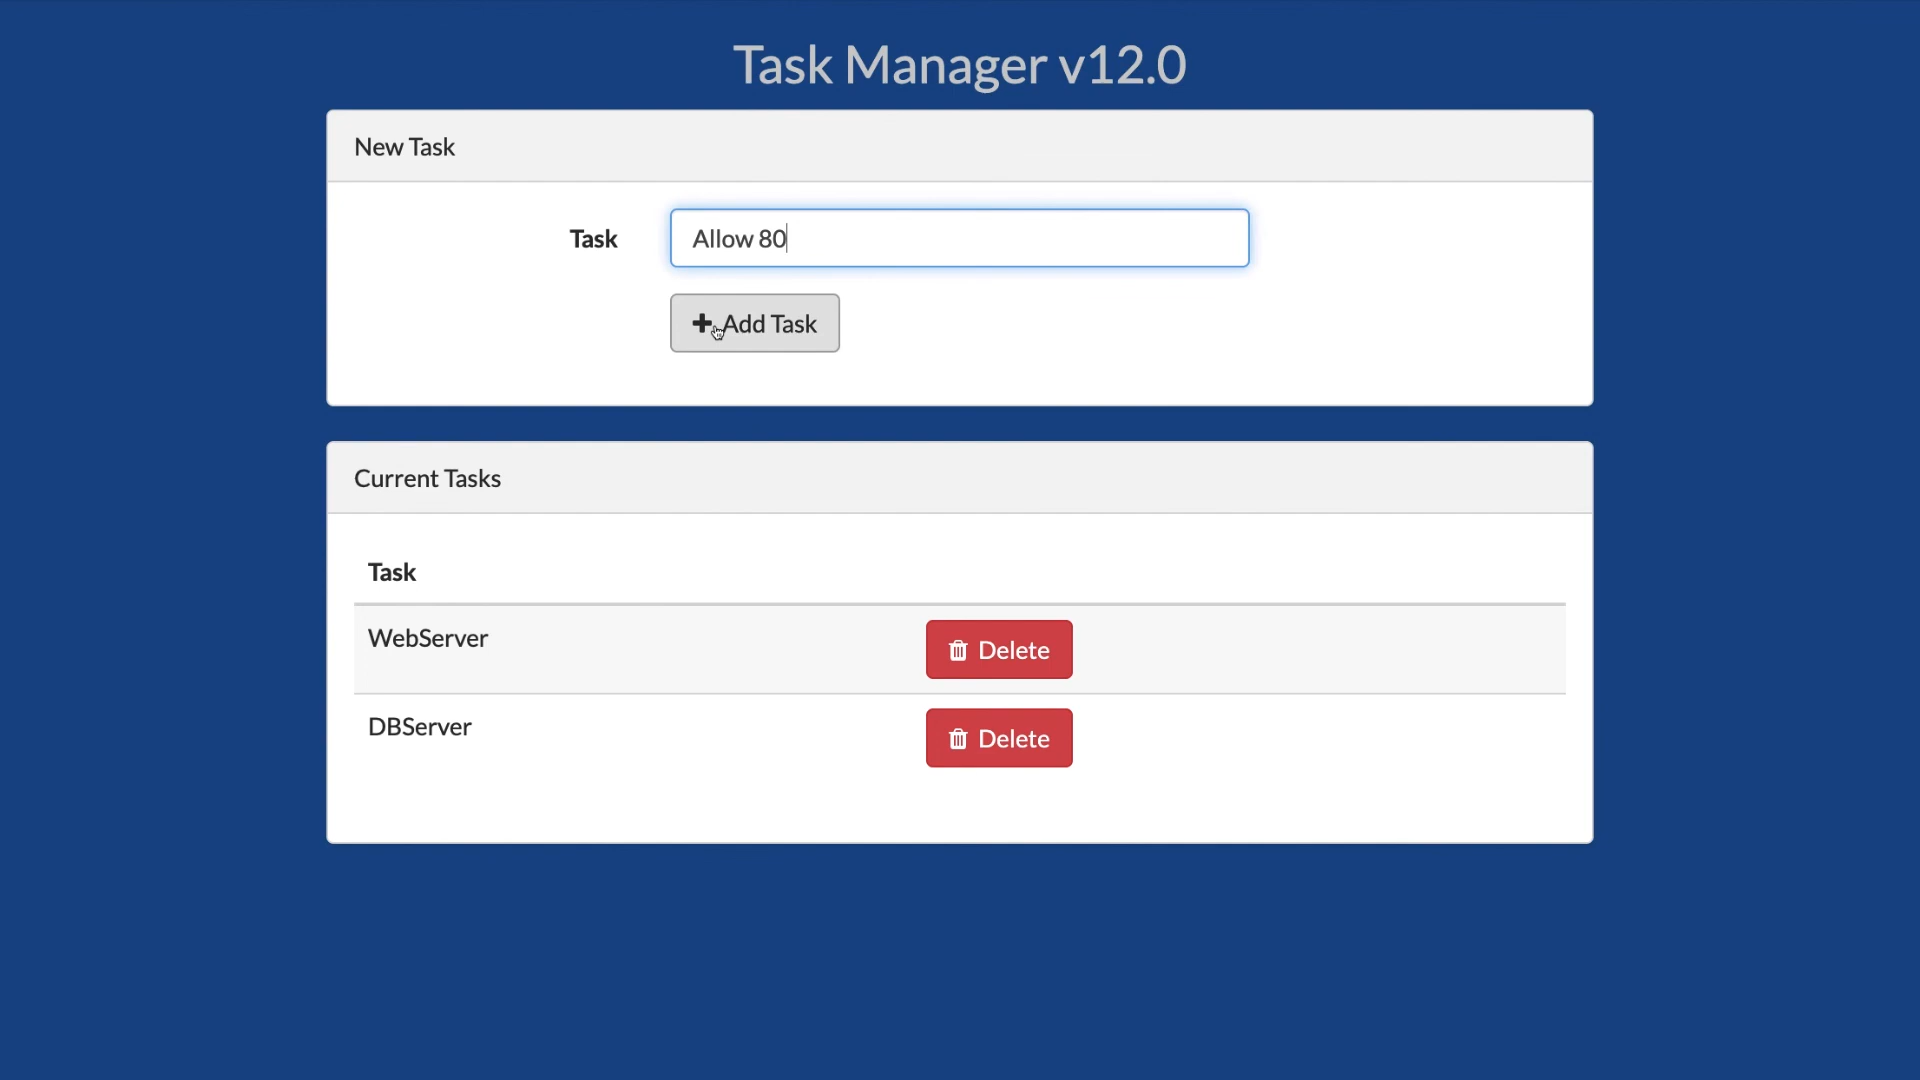 Task Manager v12.0
New Task
Task
Allow 80
Add Task
Current Tasks
Task
WebServer
Delete
DBServer
Delete